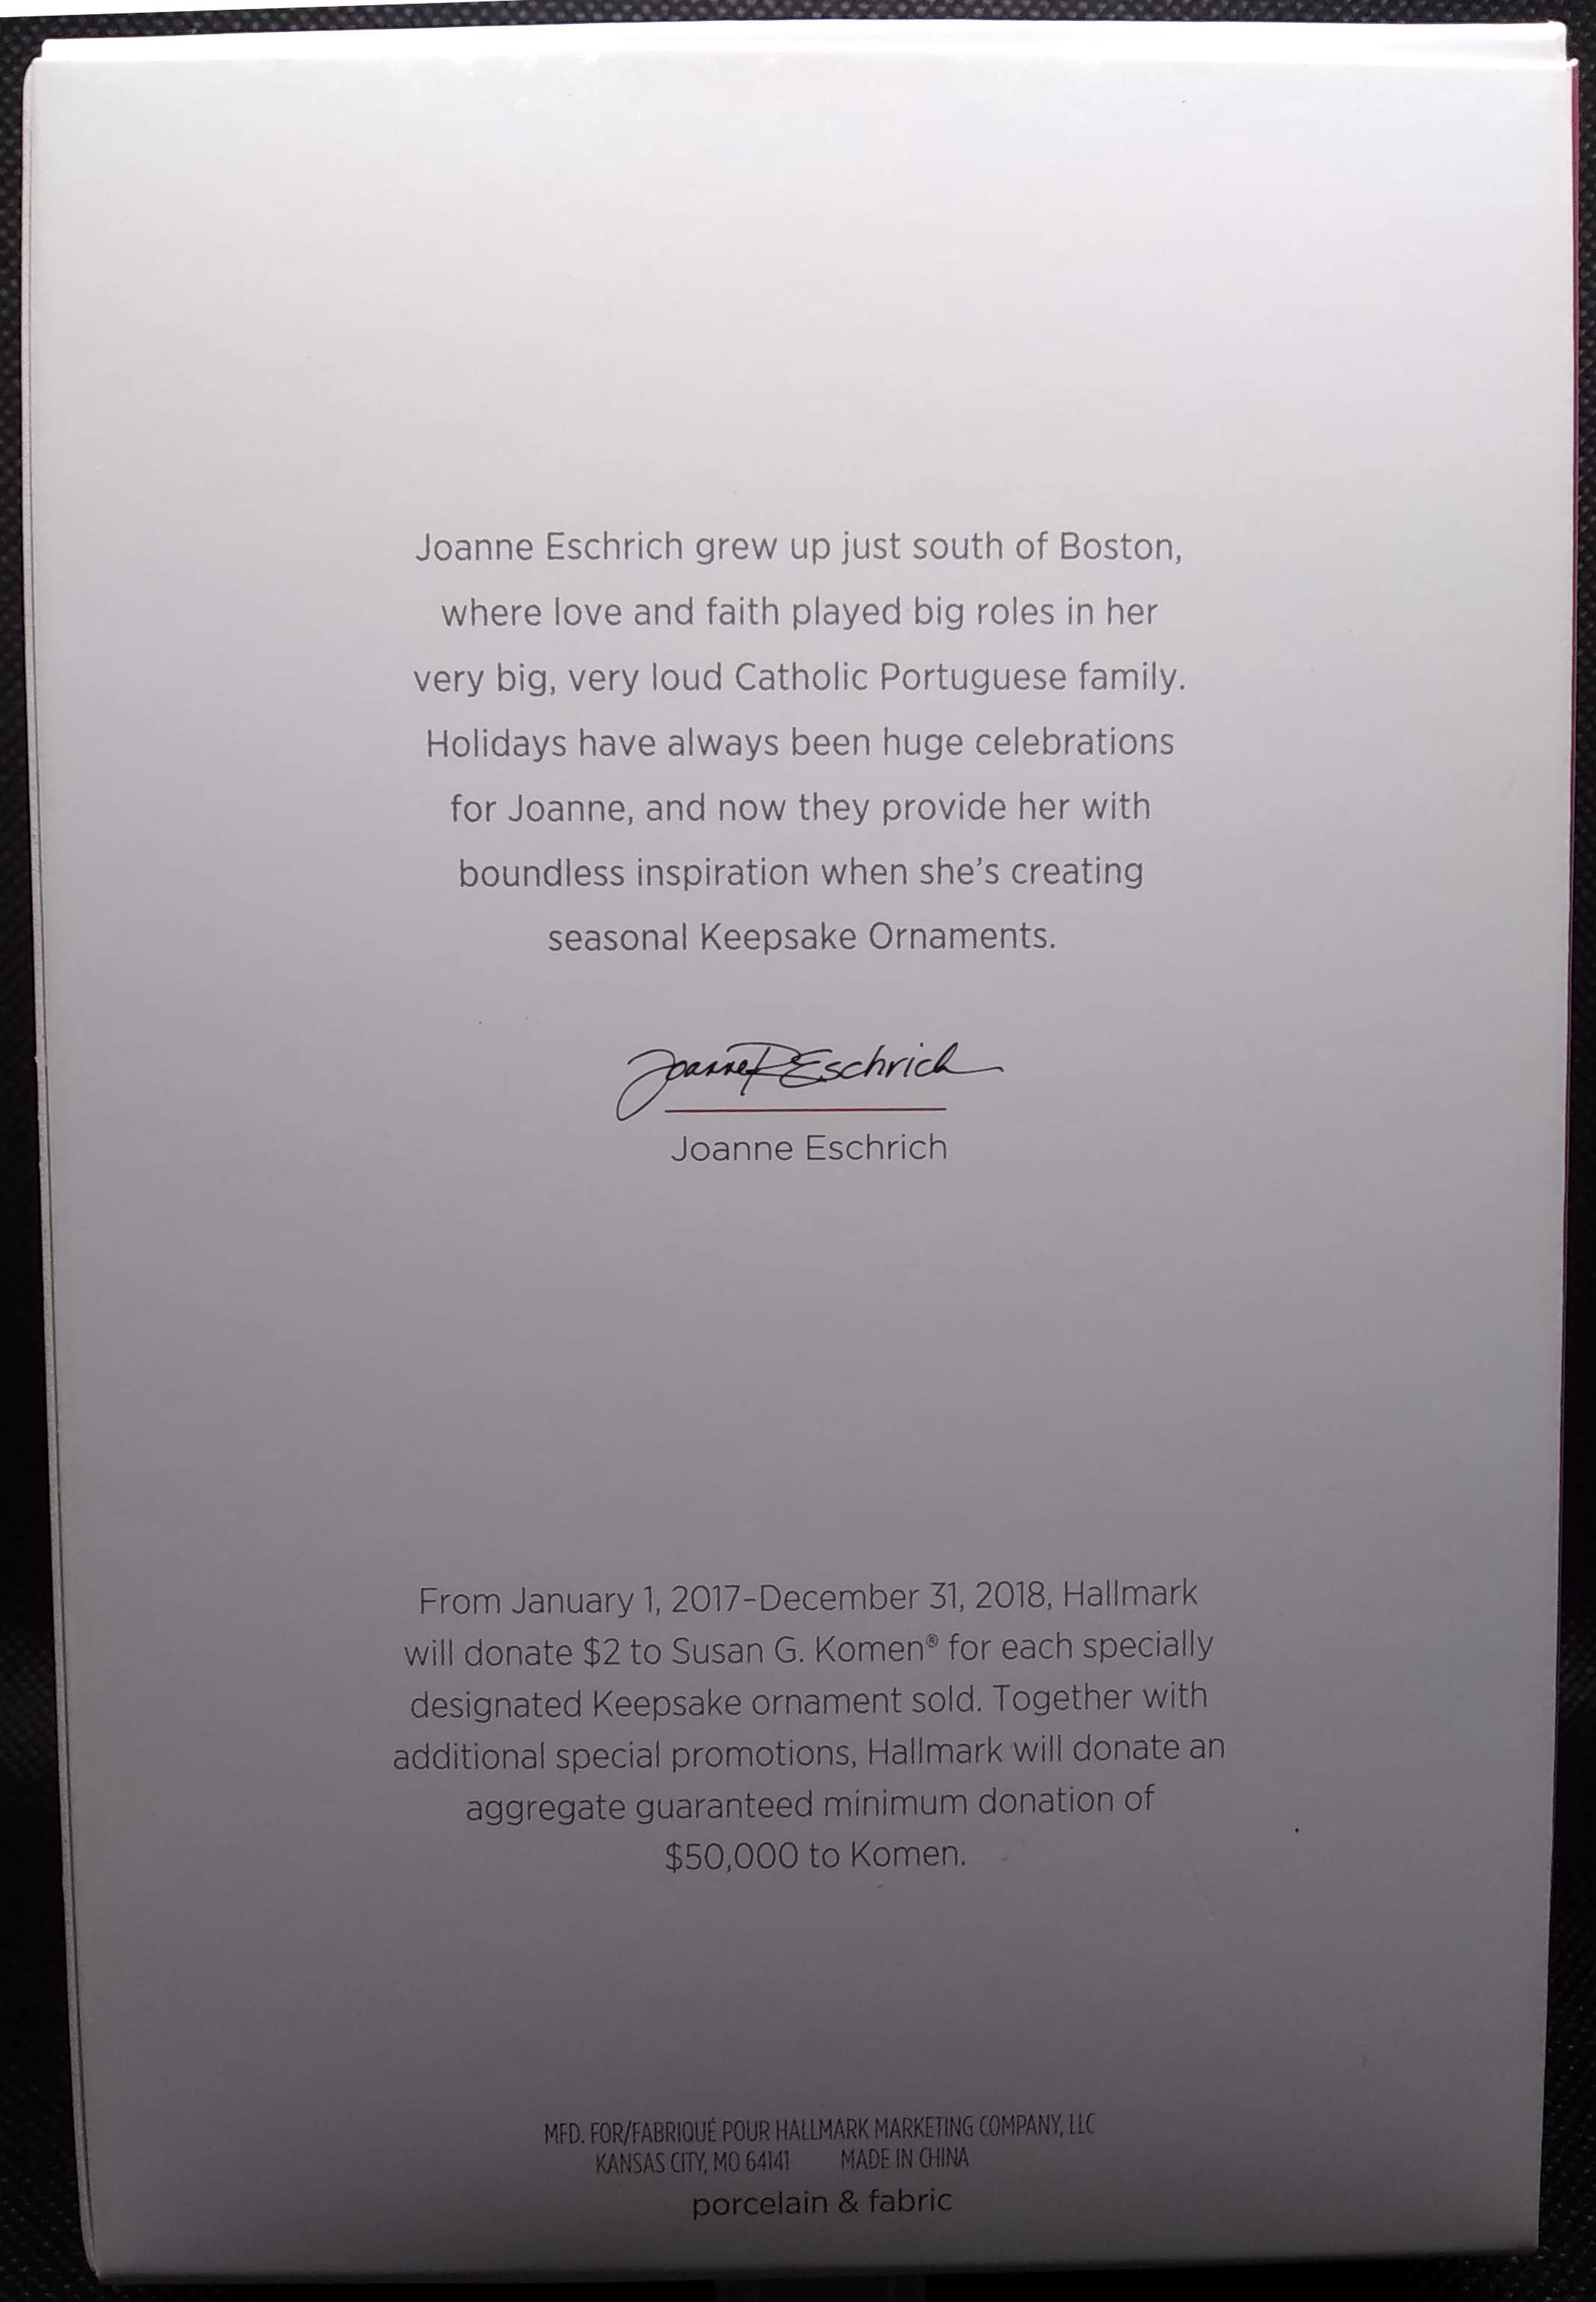 Joanne Eschrich grew up just south of Boston,
where love and faith played big roles in her
very big, very loud Catholic Portuguese family.
Holidays have always been huge celebrations
for Joanne, and now they provide her with
boundless inspiration when she's creating
seasonal Keepsake Ornaments.
Joanne P Eschrich
Joanne Eschrich
From January 1, 2017-December 31, 2018, Hallmark
will donate $2 to Susan G. Komen® for each specially
designated Keepsake ornament sold. Together with
additional special promotions, Hallmark will donate an
aggregate guaranteed minimum donation of
$50,000 to Komen.
MFD. FOR/FABRIQUÉ POUR HALLMARK MARKETING COMPANY, LLC
KANSAS CITY, MO 64141 MADE IN CHINA
porcelain & fabric